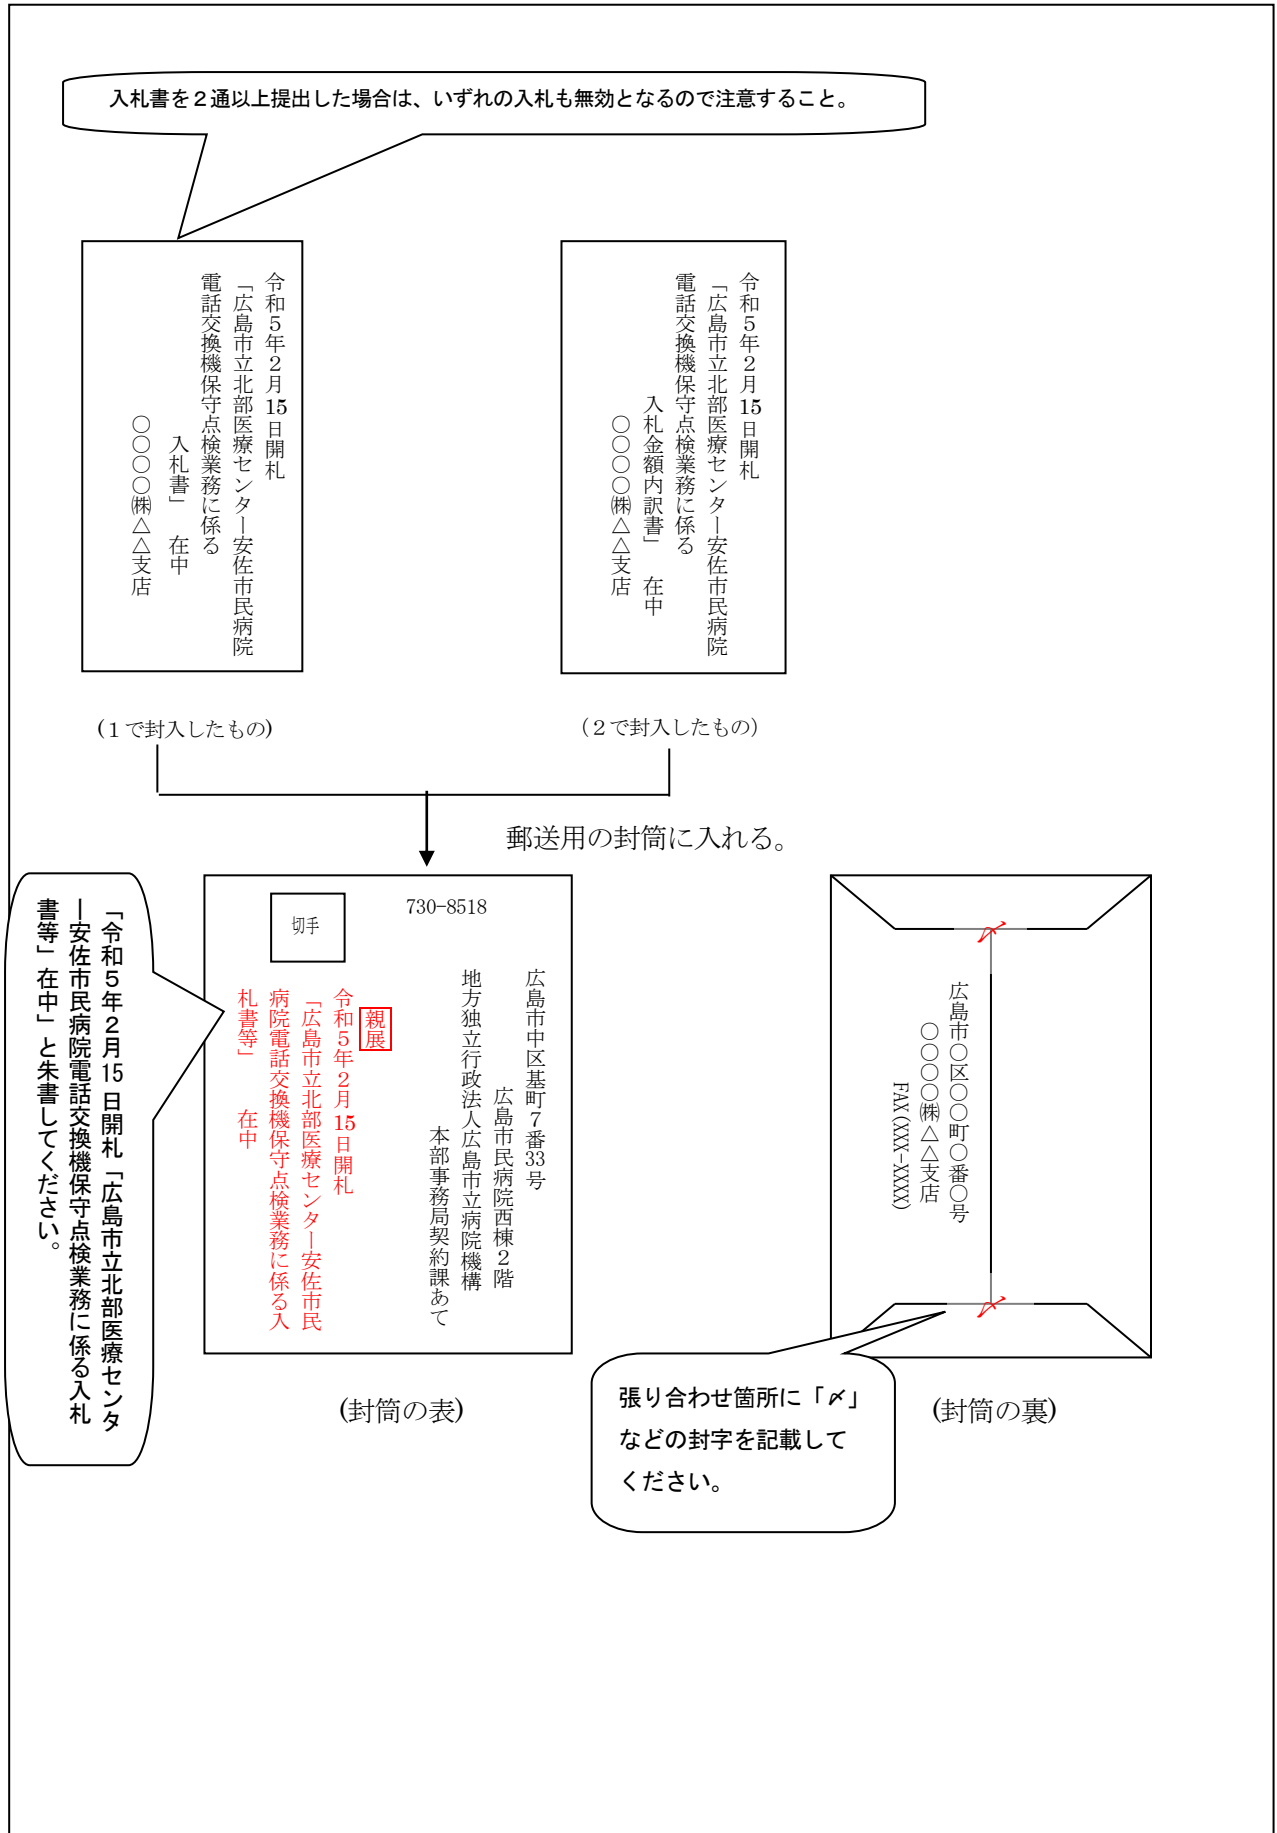 入札書を２通以上提出した場合は、いずれの入札も無効となるので注意すること。
令和５年２月15日開札
「広島市立北部医療センター安佐市民病院
電話交換機保守点検業務に係る
入札書」　在中
○○○○㈱△△支店
令和５年２月15日開札
「広島市立北部医療センター安佐市民病院
電話交換機保守点検業務に係る
入札金額内訳書」　在中
○○○○㈱△△支店
(１で封入したもの)
（２で封入したもの）
郵送用の封筒に入れる。
「令和５年２月15日開札「広島市立北部医療センタ
ー安佐市民病院電話交換機保守点検業務に係る入札
書等」在中」と朱書してください。
切手
730-8518
広島市中区基町７番33号
広島市民病院西棟２階
地方独立行政法人広島市立病院機構
本部事務局契約課あて
親展
令和５年２月15日開札
「広島市立北部医療センター安佐市民
病院電話交換機保守点検業務に係る入
札書等」　　在中
〆
広島市○区○○町○番○号
○○○○㈱△△支店
FAX(XXX-XXXX)
〆
(封筒の表)
張り合わせ箇所に「〆」
などの封字を記載して
ください。
(封筒の裏)